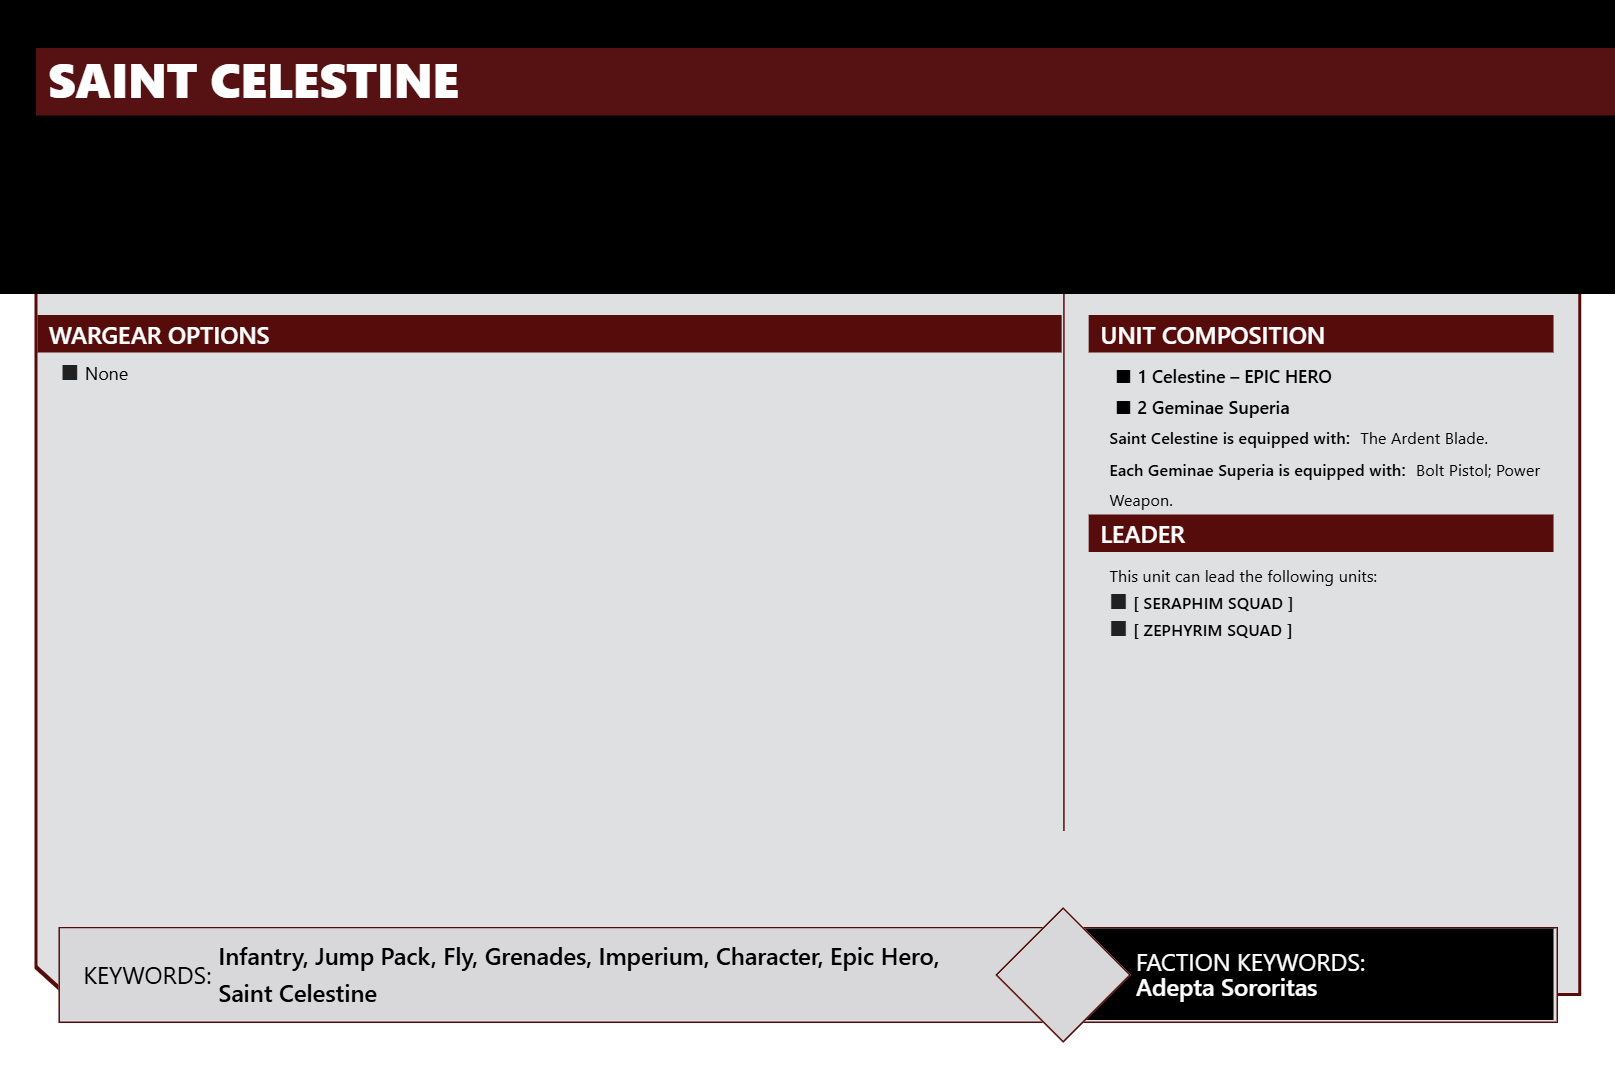 SAINT CELESTINE
WARGEAR OPTIONS
■ None
UNIT COMPOSITION
■ 1 Celestine – EPIC HERO
■ 2 Geminae Superia
Saint Celestine is equipped with: The Ardent Blade.
Each Geminae Superia is equipped with: Bolt Pistol; Power
Weapon.
LEADER
This unit can lead the following units:
■ [ SERAPHIM SQUAD ]
■ [ ZEPHYRIM SQUAD ]
KEYWORDS: Infantry, Jump Pack, Fly, Grenades, Imperium, Character, Epic Hero,
Saint Celestine
FACTION KEYWORDS:
Adepta Sororitas